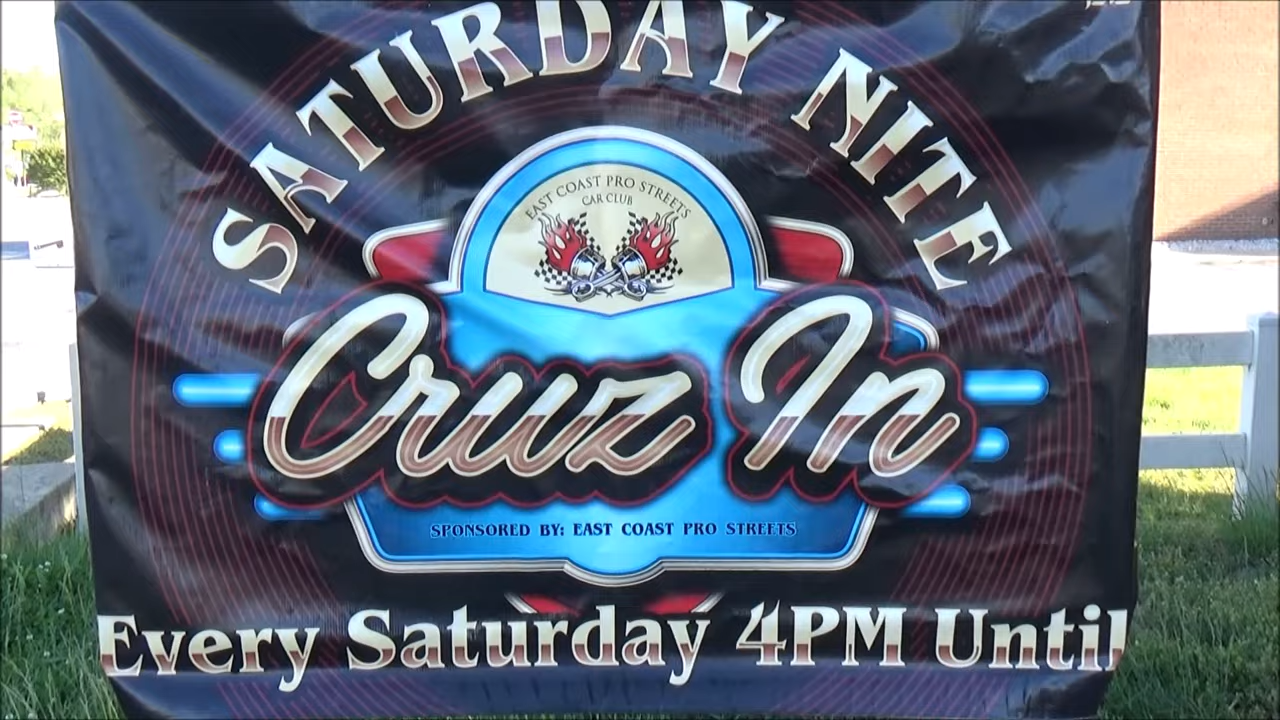 SATURDAY NITE
EAST COAST PRO STREETS
CAR CLUB
Cruz In
SPONSORED BY: EAST COAST PRO STREETS
Every Saturday 4PM Until